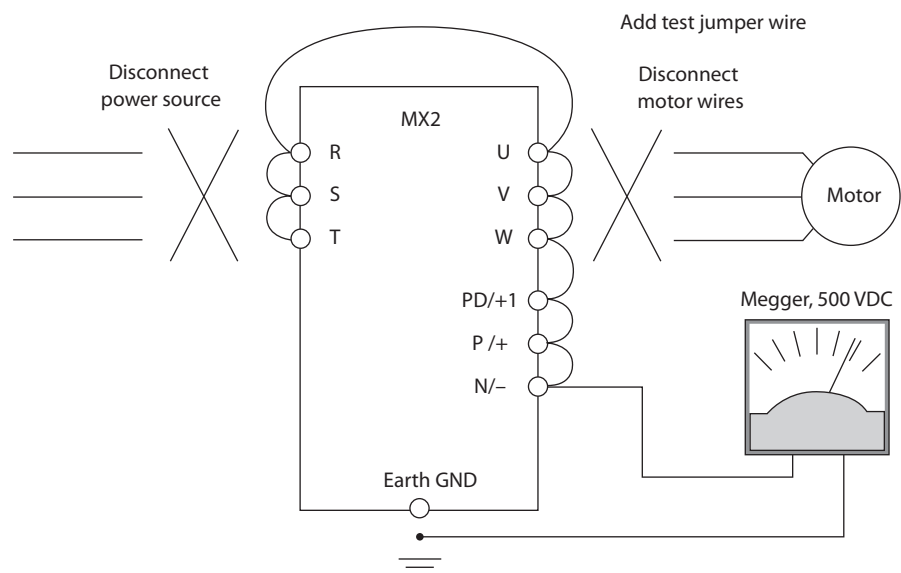 Add test jumper wire
Disconnect
power source
Disconnect
motor wires
MX2
R
U
S
V
T
W
Motor
PD/+1
P /+
N/–
Megger, 500 VDC
Earth GND